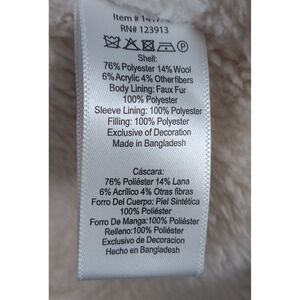 Item #
RN# 123913
Shell:
76% Polyester 14% Wool
6% Acrylic 4% Otherfibers
Body Lining: Faux Fur
100% Polyester
Sleeve Lining: 100% Polyester
Filling: 100% Polyester
Exclusive of Decoration
Made in Bangladesh
Cáscara:
76% Poliéster 14% Lana
6% Acrílico 4% Otras fibras
Forro Del Cuerpo: Piel Sintética
100% Poliéster
Forro De Manga:100% Poliéster
Relleno:100% Poliéster
Exclusivo de Decoracion
Hecho en Bangladesh